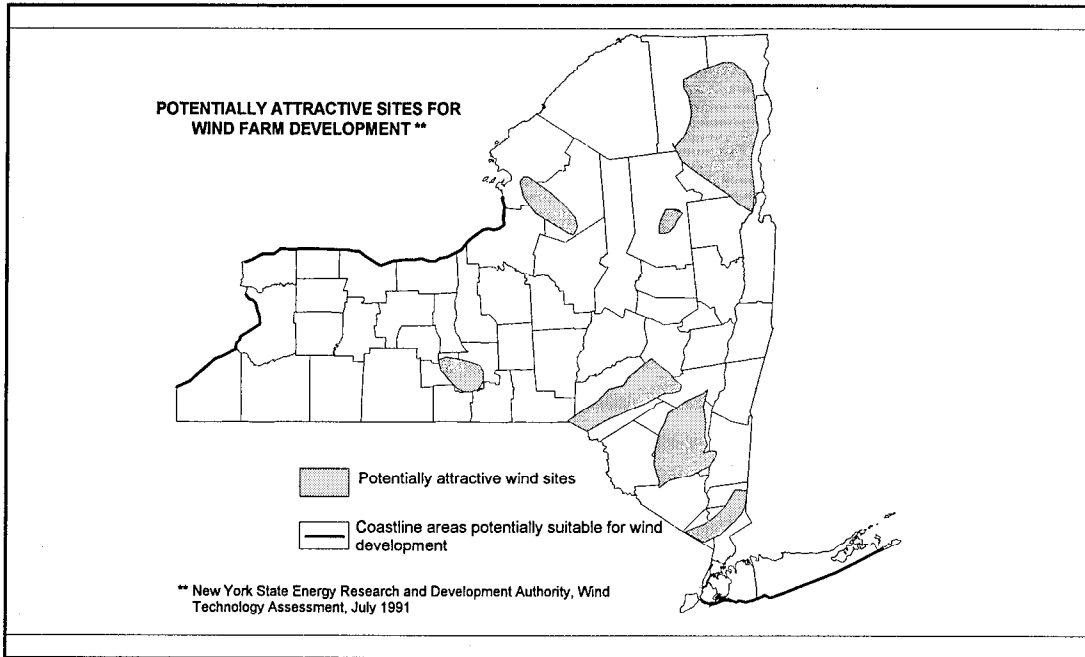 POTENTIALLY ATTRACTIVE SITES FOR
WIND FARM DEVELOPMENT **
Potentially attractive wind sites
Coastline areas potentially suitable for wind
development
** New York State Energy Research and Development Authority, Wind
Technology Assessment, July 1991